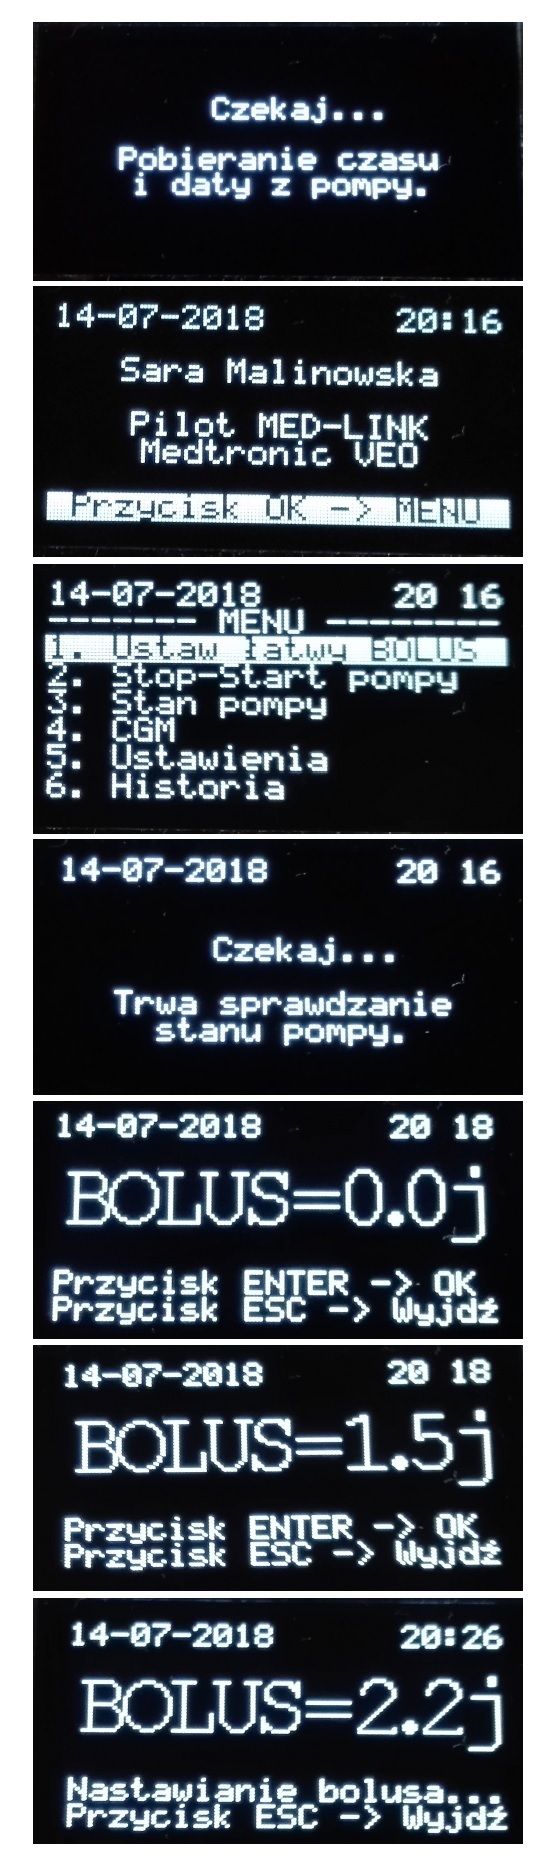 Czekaj...
Pobieranie czasu
i daty z pompy.
14-07-2018 20:16
Sara Malinowska
Pilot MED-LINK
Medtronic VEO
Przycisk OK -> MENU
14-07-2018 20 16
------- MENU --------
1. Ustaw łatwy BOLUS
2. Stop-Start pompy
3. Stan pompy
4. CGM
5. Ustawienia
6. Historia
14-07-2018 20 16
Czekaj...
Trwa sprawdzanie
stanu pompy.
14-07-2018 20 18
BOLUS=0.0j
Przycisk ENTER -> OK
Przycisk ESC -> Wyjdź
14-07-2018 20 18
BOLUS=1.5j
Przycisk ENTER -> OK
Przycisk ESC -> Wyjdź
14-07-2018 20:26
BOLUS=2.2j
Nastawianie bolusa...
Przycisk ESC -> Wyjdź